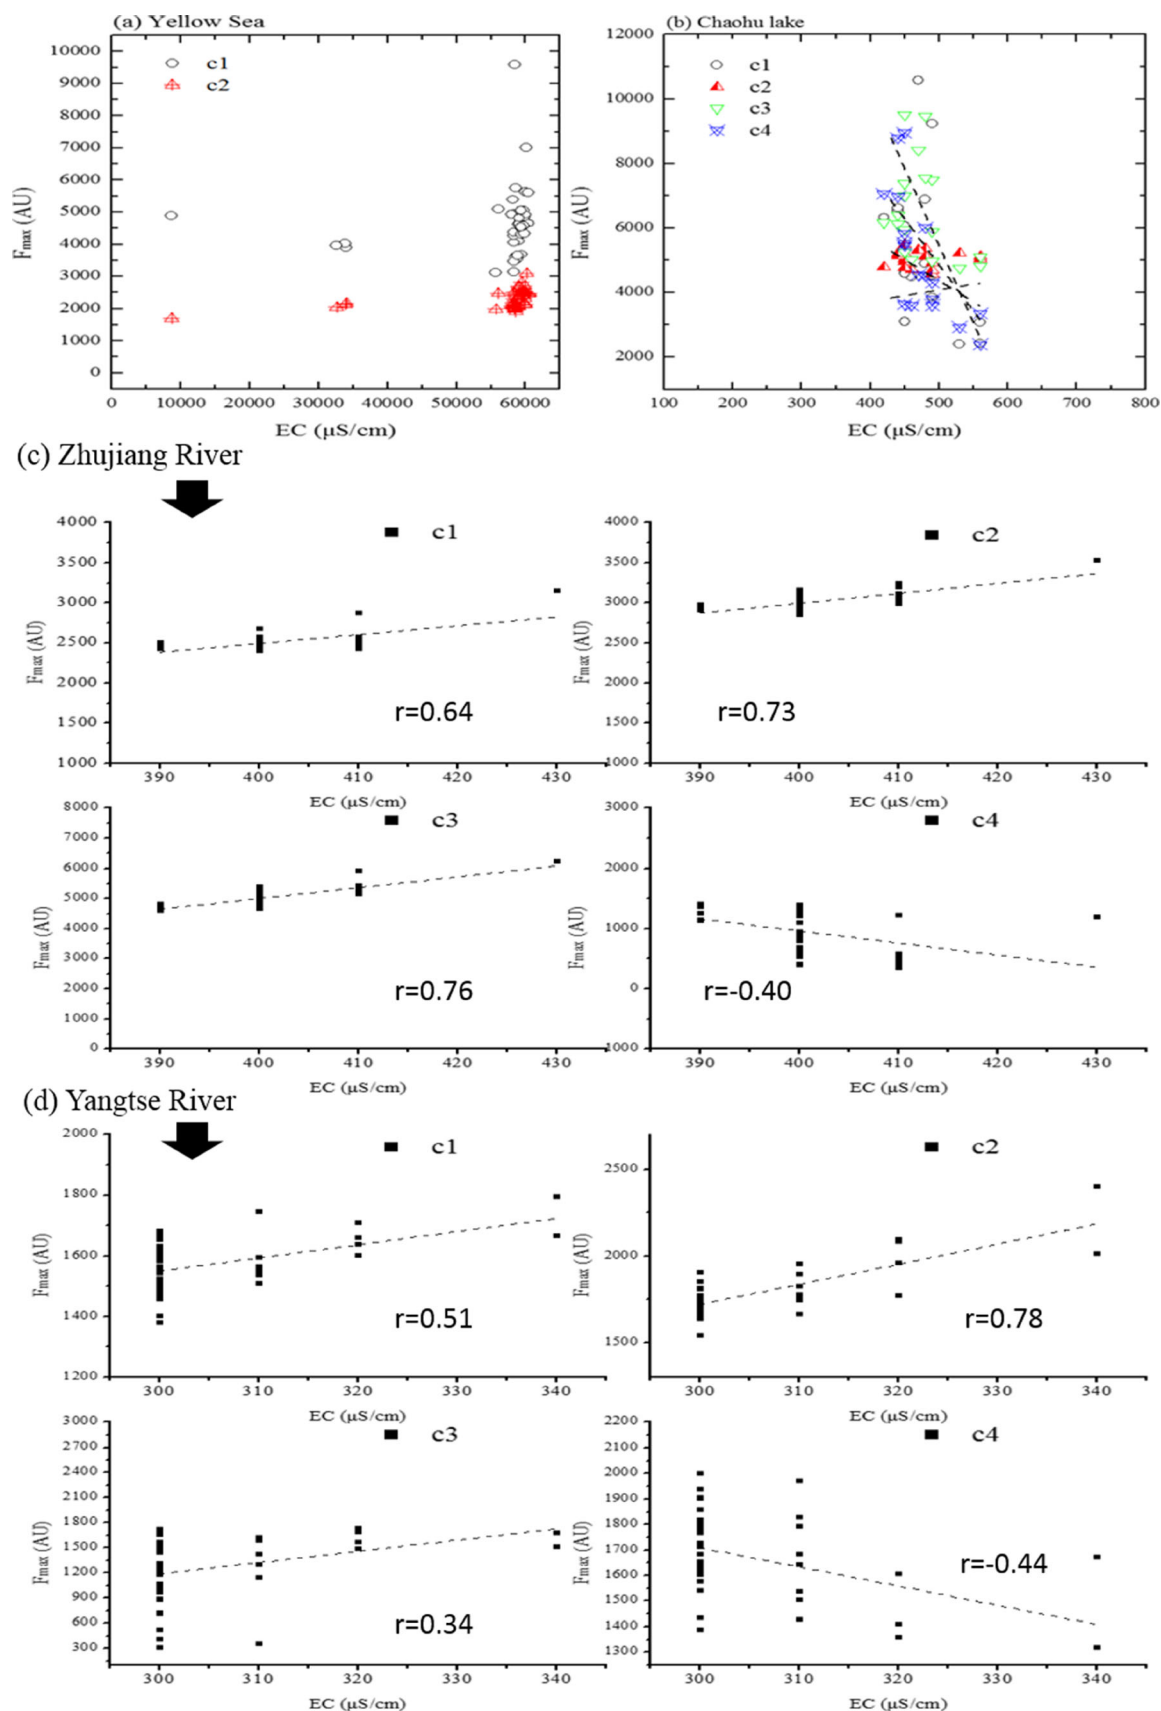 (a) Yellow Sea
10000
9000
8000
7000
6000
5000
4000
3000
2000
1000
0
Fmax (AU)
c1
c2
0 10000 20000 30000 40000 50000 60000
EC (µS/cm)
(b) Chaohu lake
12000
10000
8000
6000
4000
2000
Fmax (AU)
c1
c2
c3
c4
100 200 300 400 500 600 700 800
EC (µS/cm)
(c) Zhujiang River
4000
3500
3000
2500
2000
1500
1000
Fmax (AU)
c1
r=0.64
390 400 410 420 430
EC (µS/cm)
4000
3500
3000
2500
2000
1500
1000
Fmax (AU)
c2
r=0.73
390 400 410 420 430
EC (µS/cm)
8000
7000
6000
5000
4000
3000
2000
1000
0
Fmax (AU)
c3
r=0.76
390 400 410 420 430
EC (µS/cm)
3000
2000
1000
0
1000
Fmax (AU)
c4
r=-0.40
390 400 410 420 430
EC (µS/cm)
(d) Yangtse River
2000
1800
1600
1400
1200
Fmax (AU)
c1
r=0.51
300 310 320 330 340
EC (µS/cm)
2500
2000
1500
Fmax (AU)
c2
r=0.78
300 310 320 330 340
EC (µS/cm)
3000
2700
2400
2100
1800
1500
1200
900
600
300
Fmax (AU)
c3
r=0.34
300 310 320 330 340
EC (µS/cm)
2200
2100
2000
1900
1800
1700
1600
1500
1400
1300
Fmax (AU)
c4
r=-0.44
300 310 320 330 340
EC (µS/cm)